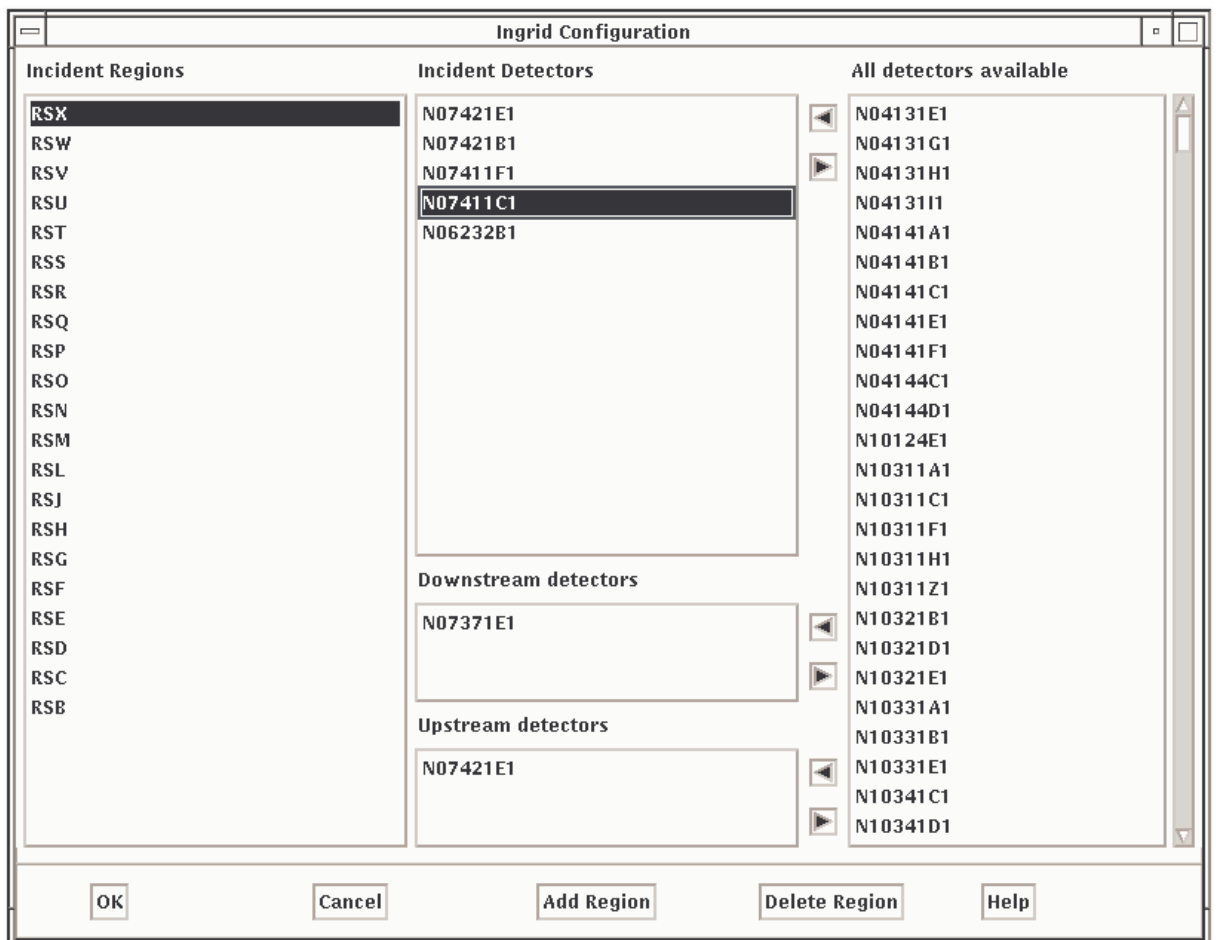 Ingrid Configuration
Incident Regions
RSX
RSW
RSV
RSU
RST
RSS
RSR
RSQ
RSP
RSO
RSN
RSM
RSL
RSJ
RSH
RSG
RSF
RSE
RSD
RSC
RSB
Incident Detectors
N07421E1
N07421B1
N07411F1
N07411C1
N06232B1
Downstream detectors
N07371E1
Upstream detectors
N07421E1
All detectors available
N04131E1
N04131G1
N04131H1
N04131I1
N04141A1
N04141B1
N04141C1
N04141E1
N04141F1
N04144C1
N04144D1
N10124E1
N10311A1
N10311C1
N10311F1
N10311H1
N10311Z1
N10321B1
N10321D1
N10321E1
N10331A1
N10331B1
N10331E1
N10341C1
N10341D1
OK Cancel Add Region Delete Region Help